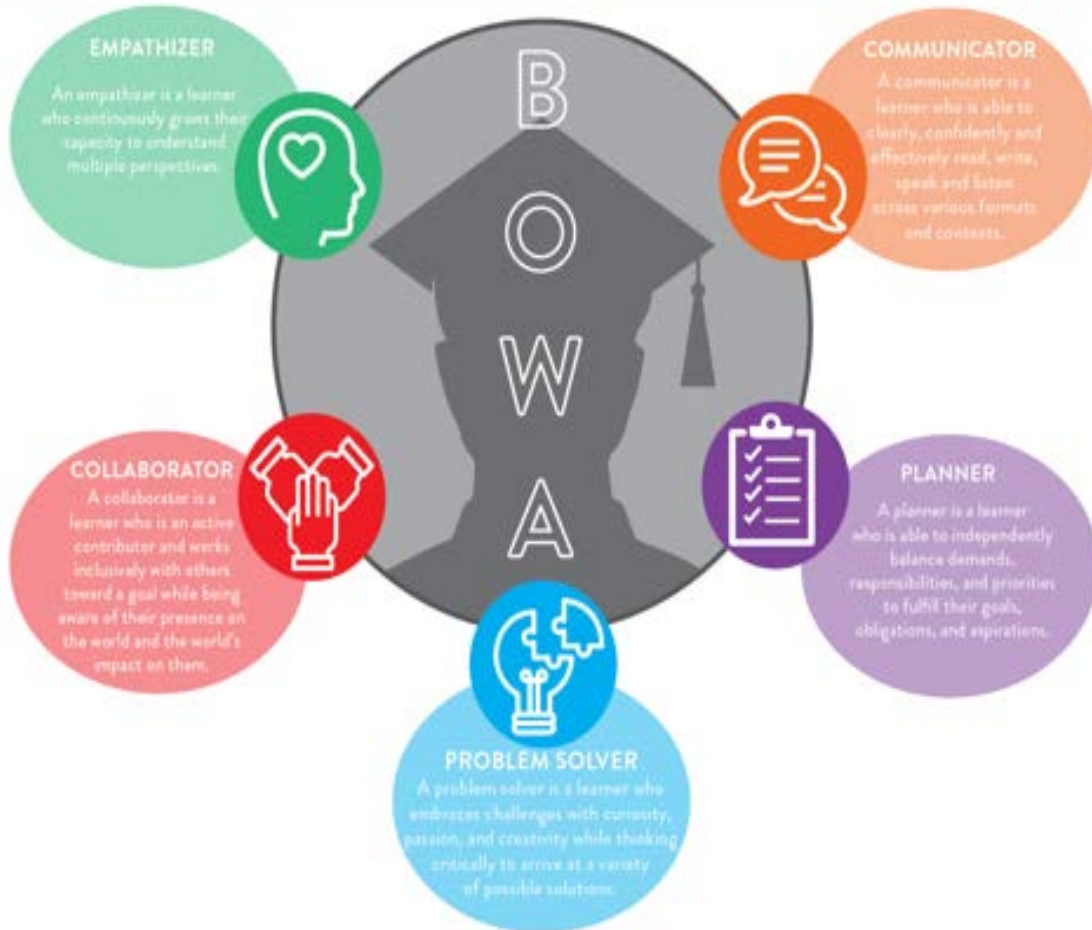 EMPATHIZER
An empathizer is a learner
who continuously grows their
capacity to understand
multiple perspectives.
B
O
W
A
COMMUNICATOR
A communicator is a
learner who is able to
clearly, confidently and
effectively read, write,
speak and listen
across various formats
and contexts.
COLLABORATOR
A collaborator is a
learner who is an active
contributor and works
inclusively with others
toward a goal while being
aware of their presence on
the world and the world's
impact on them.
PLANNER
A planner is a learner
who is able to independently
balance demands,
responsibilities, and priorities
to fulfill their goals,
obligations, and aspirations.
PROBLEM SOLVER
A problem solver is a learner who
embraces challenges with curiosity,
passion, and creativity while thinking
critically to arrive at a variety
of possible solutions.